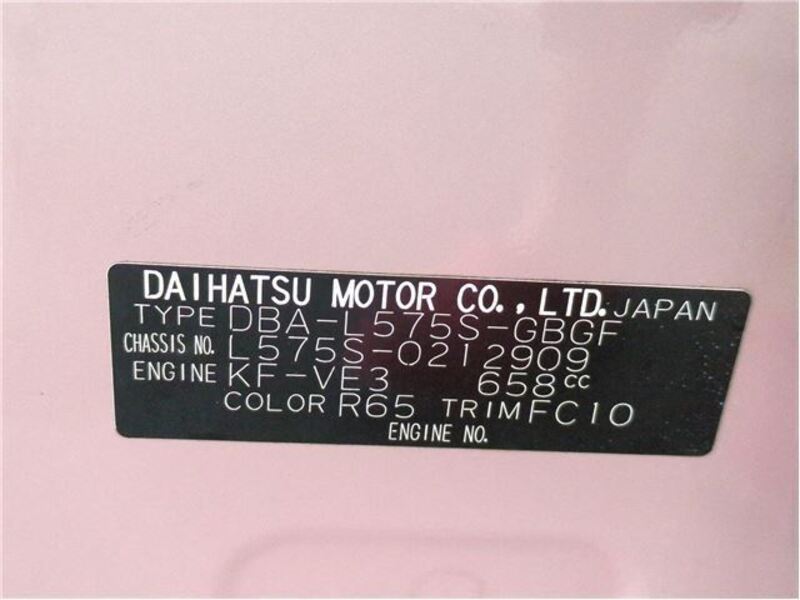 DAIHATSU MOTOR CO., LTD. JAPAN
TYPE DBA-L575S-GBGF
CHASSIS NO. L575S-0212909
ENGINE KF-VE3 658cc
COLOR R65 TRIM FC10
ENGINE NO.